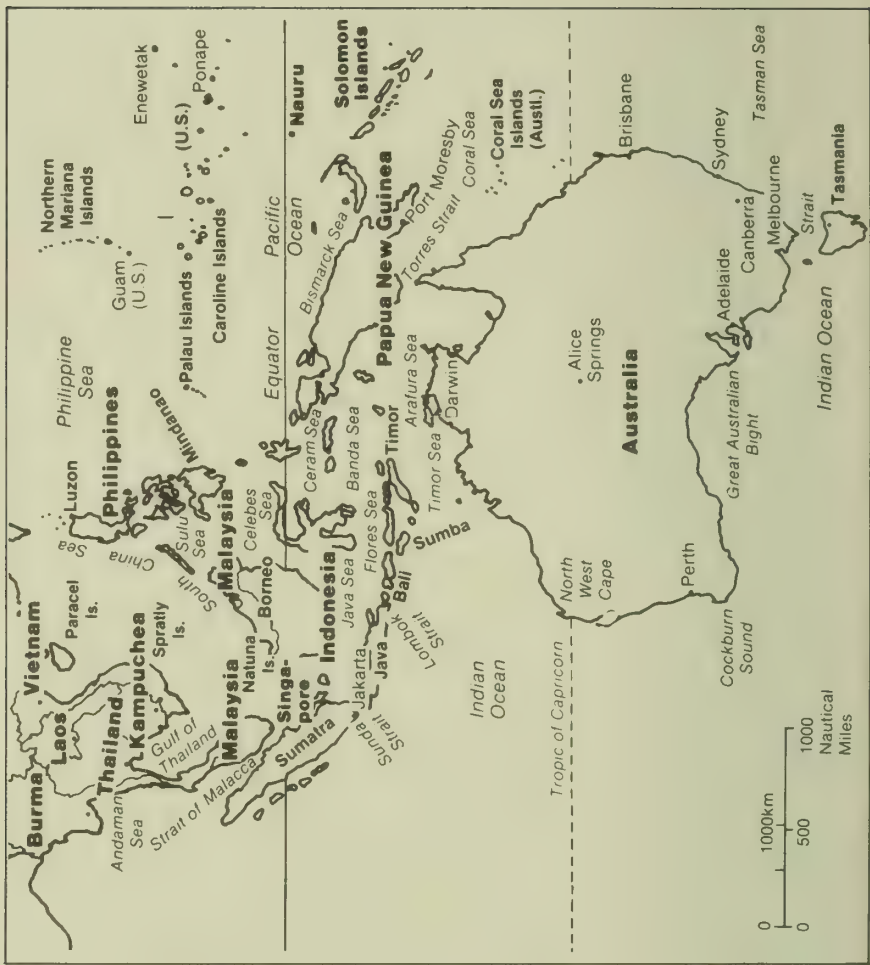 Burma
Laos
Vietnam
Paracel
Is.
Thailand
Kampuchea
Spratly
Is.
Andaman
Sea
Gulf of
Thailand
Strait of Malacca
Malaysia
Natuna
Is.
South
China
Sea
Luzon
Philippines
Philippine
Sea
Sulu
Sea
Mindanao
Malaysia
Borneo
Celebes
Sea
Northern
Mariana
Islands
Guam
(U.S.)
Enewetak
Ponape
(U.S.)
Palau Islands
Caroline Islands
Equator
Pacific
Ocean
Nauru
Solomon
Islands
Singa-
pore
Sumatra
Indonesia
Jakarta
Java
Sunda
Strait
Java Sea
Bali
Lombok
Strait
Flores Sea
Sumba
Timor
Ceram Sea
Banda Sea
Timor Sea
Arafura Sea
Bismarck Sea
Papua New Guinea
Port Moresby
Torres Strait
Coral Sea
Coral Sea
Islands
(Austl.)
Darwin
Indian
Ocean
Tropic of Capricorn
North
West
Cape
Alice
Springs
Australia
Brisbane
Perth
Cockburn
Sound
Great Australian
Bight
Adelaide
Canberra
Sydney
Melbourne
Tasman Sea
Strait
Tasmania
Indian Ocean
0 1000km
0 500 1000
Nautical
Miles